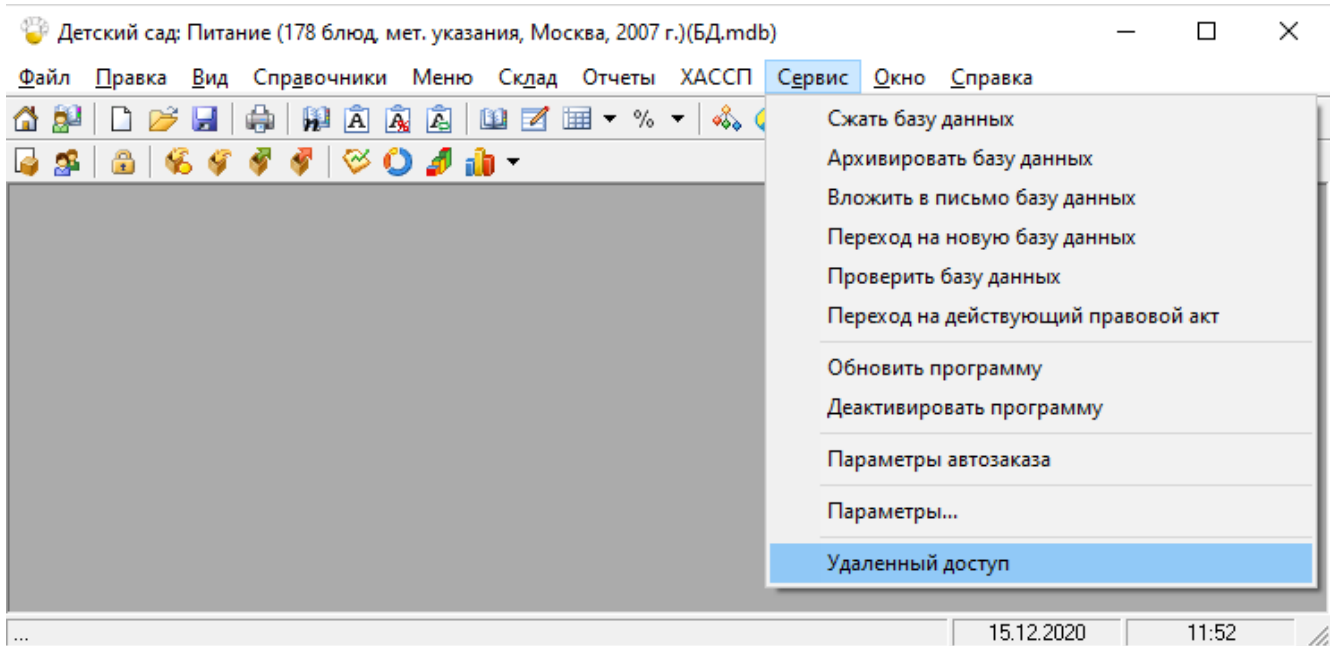 Детский сад: Питание (178 блюд, мет. указания, Москва, 2007 г.)(БД.mdb)
Файл Правка Вид Справочники Меню Склад Отчеты ХАССП Сервис Окно Справка
Сжать базу данных
Архивировать базу данных
Вложить в письмо базу данных
Переход на новую базу данных
Проверить базу данных
Переход на действующий правовой акт
Обновить программу
Деактивировать программу
Параметры автозаказа
Параметры...
Удаленный доступ
... 15.12.2020 11:52